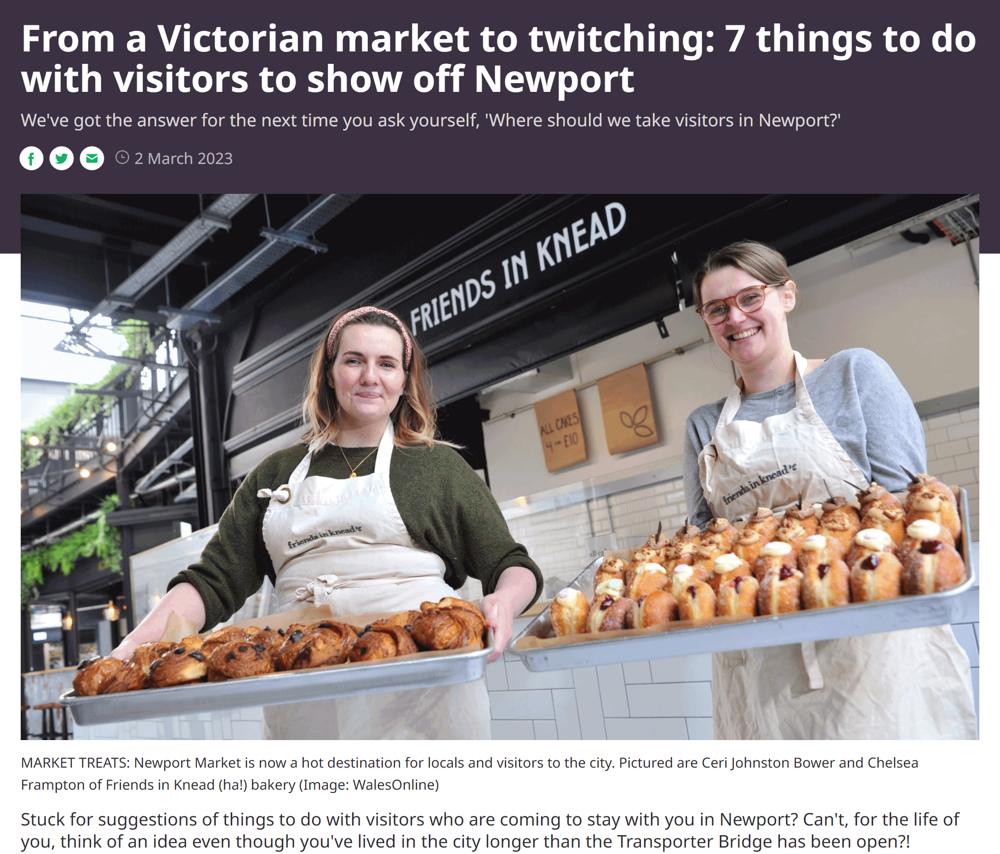 From a Victorian market to twitching: 7 things to do
with visitors to show off Newport
We've got the answer for the next time you ask yourself, 'Where should we take visitors in Newport?'
2 March 2023
FRIENDS IN KNEAD
ALL CAKES
4 for £10
friends in knead
friends in knead
MARKET TREATS: Newport Market is now a hot destination for locals and visitors to the city. Pictured are Ceri Johnston Bower and Chelsea
Frampton of Friends in Knead (ha!) bakery (Image: WalesOnline)
Stuck for suggestions of things to do with visitors who are coming to stay with you in Newport? Can't, for the life of
you, think of an idea even though you've lived in the city longer than the Transporter Bridge has been open?!